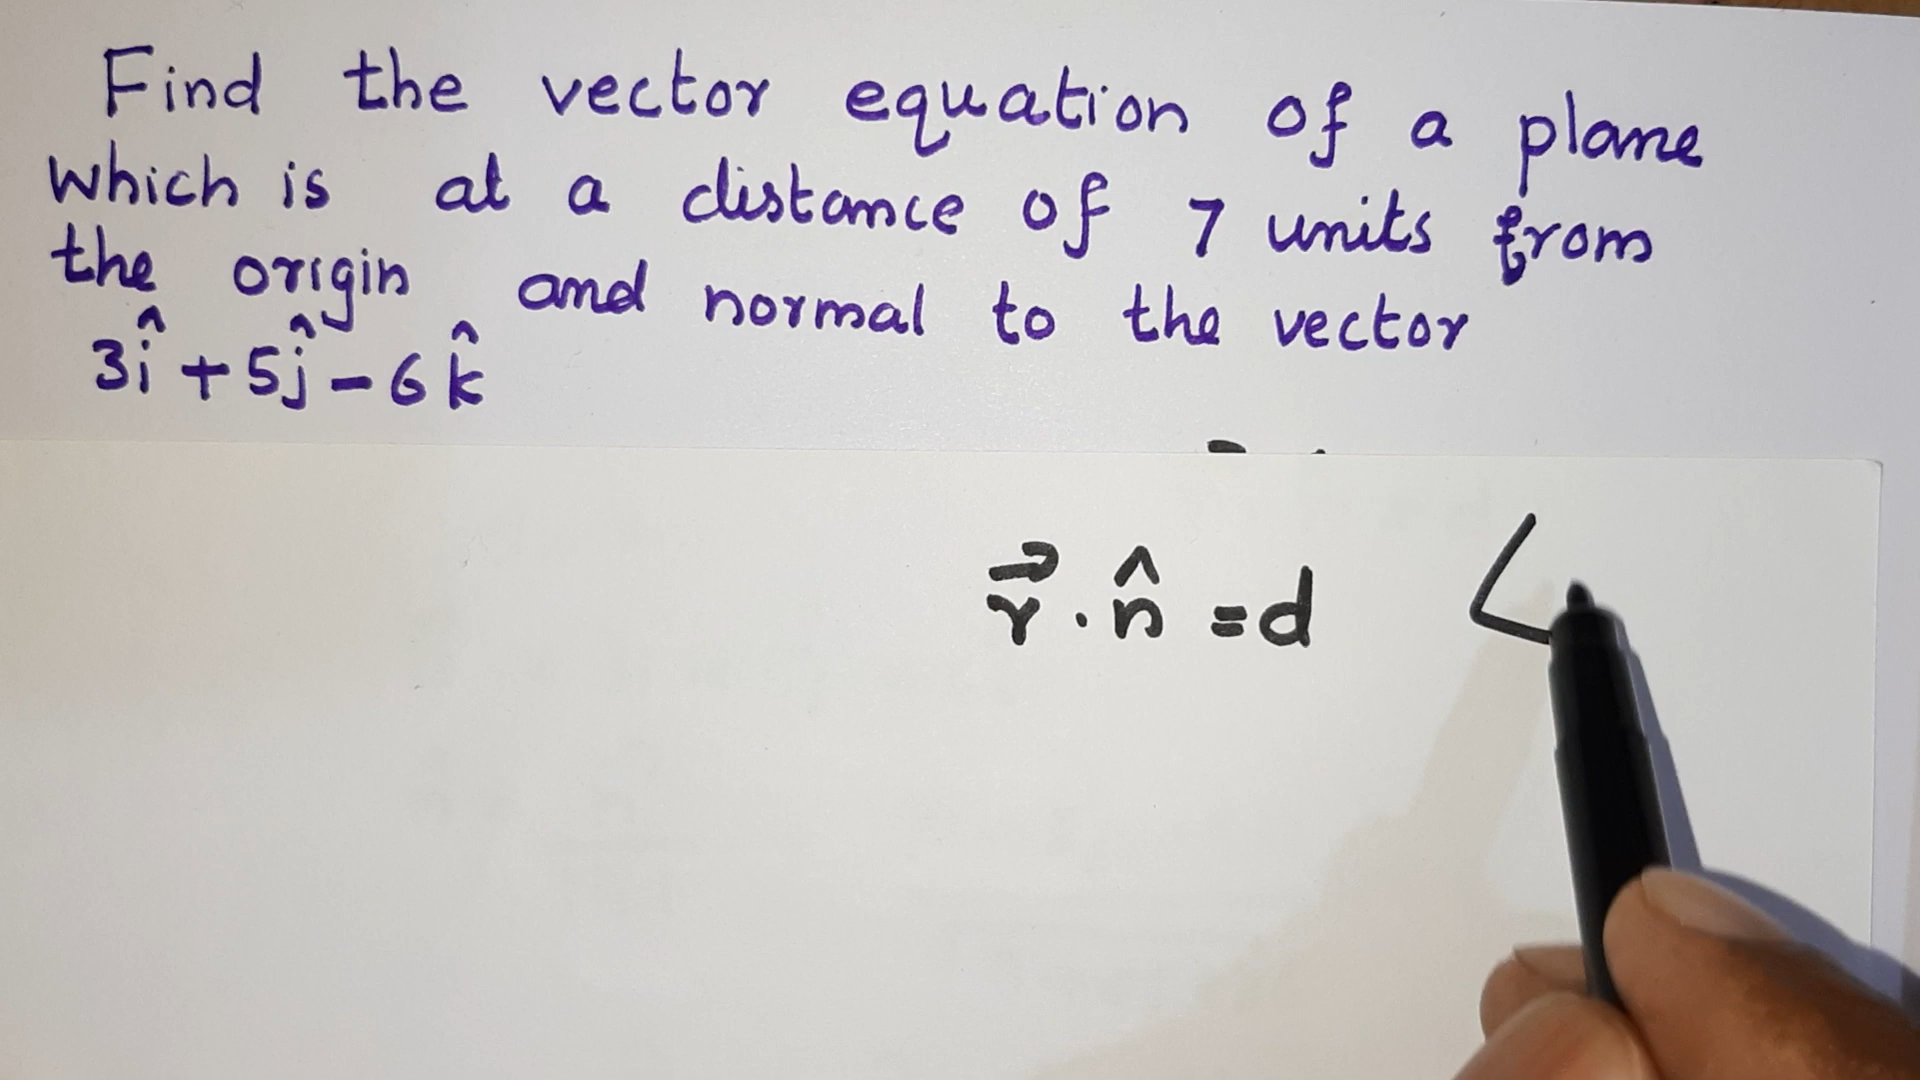 Find the vector equation of a plane
which is at a distance of 7 units from
the origin and normal to the vector
3î + 5ĵ - 6k̂
r⃗ . n̂ = d